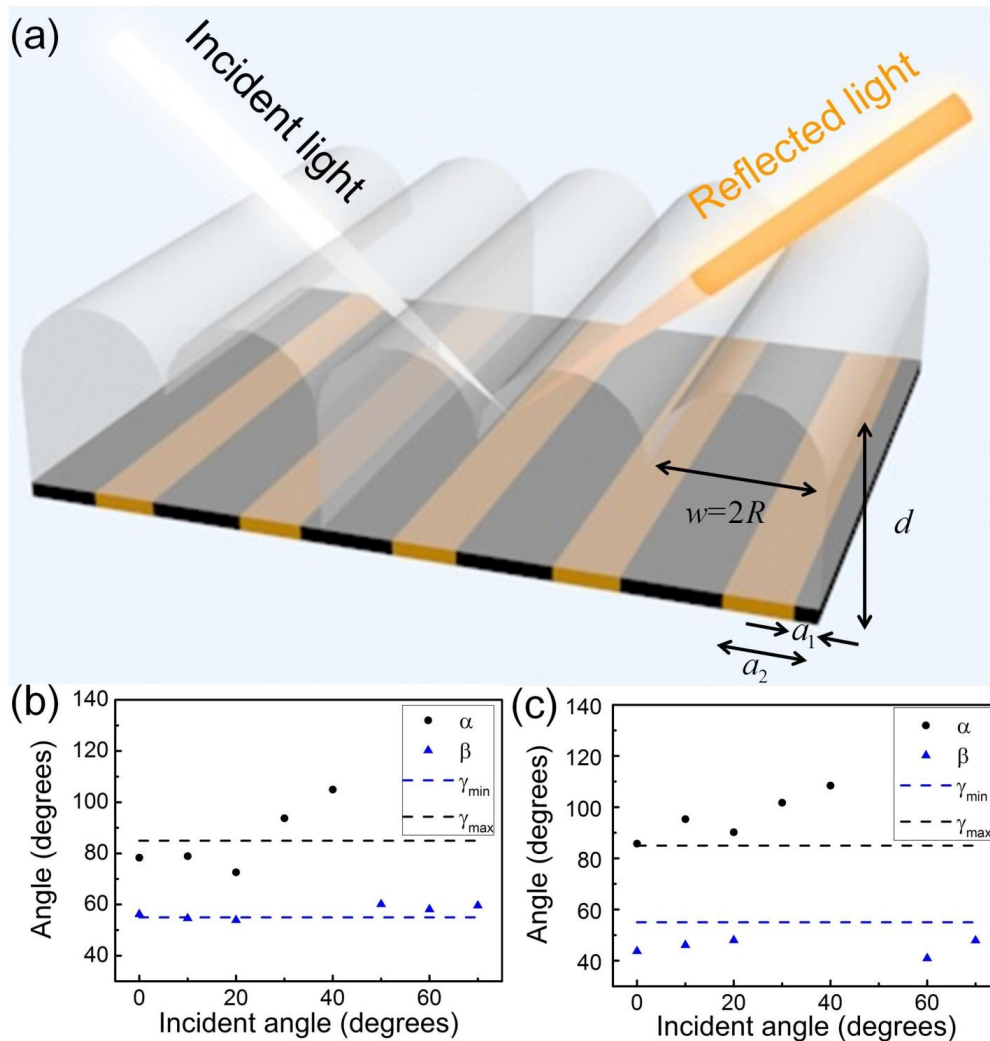 (a)
Incident light
Reflected light
w=2R
d
a₁
a₂
(b)
140
120
100
80
60
40
Angle (degrees)
α
β
γmin
γmax
0
20
40
60
Incident angle (degrees)
(c)
140
120
100
80
60
40
Angle (degrees)
α
β
γmin
γmax
0
20
40
60
Incident angle (degrees)